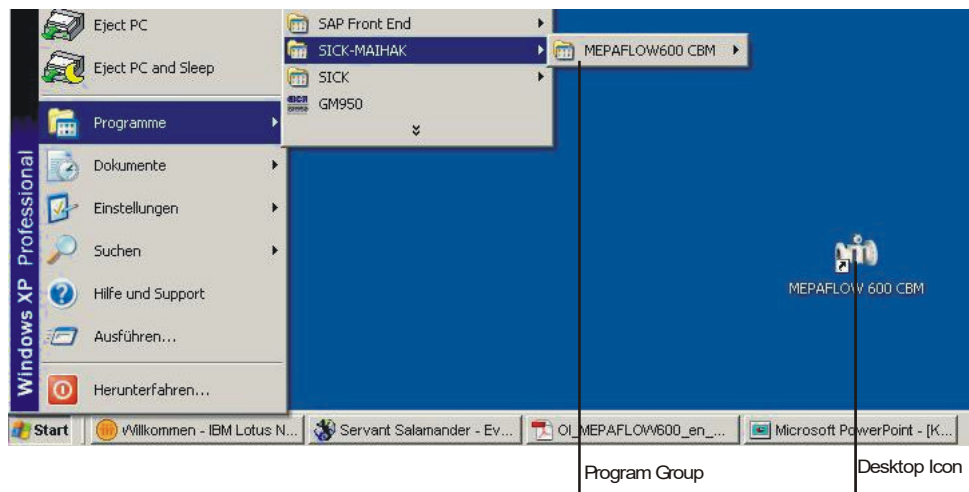 Windows XP Professional
Eject PC
Eject PC and Sleep
Programme
Dokumente
Einstellungen
Suchen
Hilfe und Support
Ausführen...
Herunterfahren...
SAP Front End
SICK-MAIHAK
SICK
GM950
MEPAFLOW600 CBM
MEPAFLOW 600 CBM
Start
Willkommen - IBM Lotus N...
Servant Salamander - Ev...
OI_MEPAFLOW600_en_...
Microsoft PowerPoint - [K...
Program Group
Desktop Icon